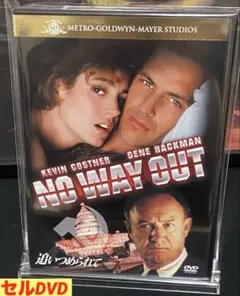 METRO-GOLDWYN-MAYER STUDIOS
KEVIN COSTNER GENE HACKMAN
NO WAY OUT
追いつめられて
DVD
セルDVD